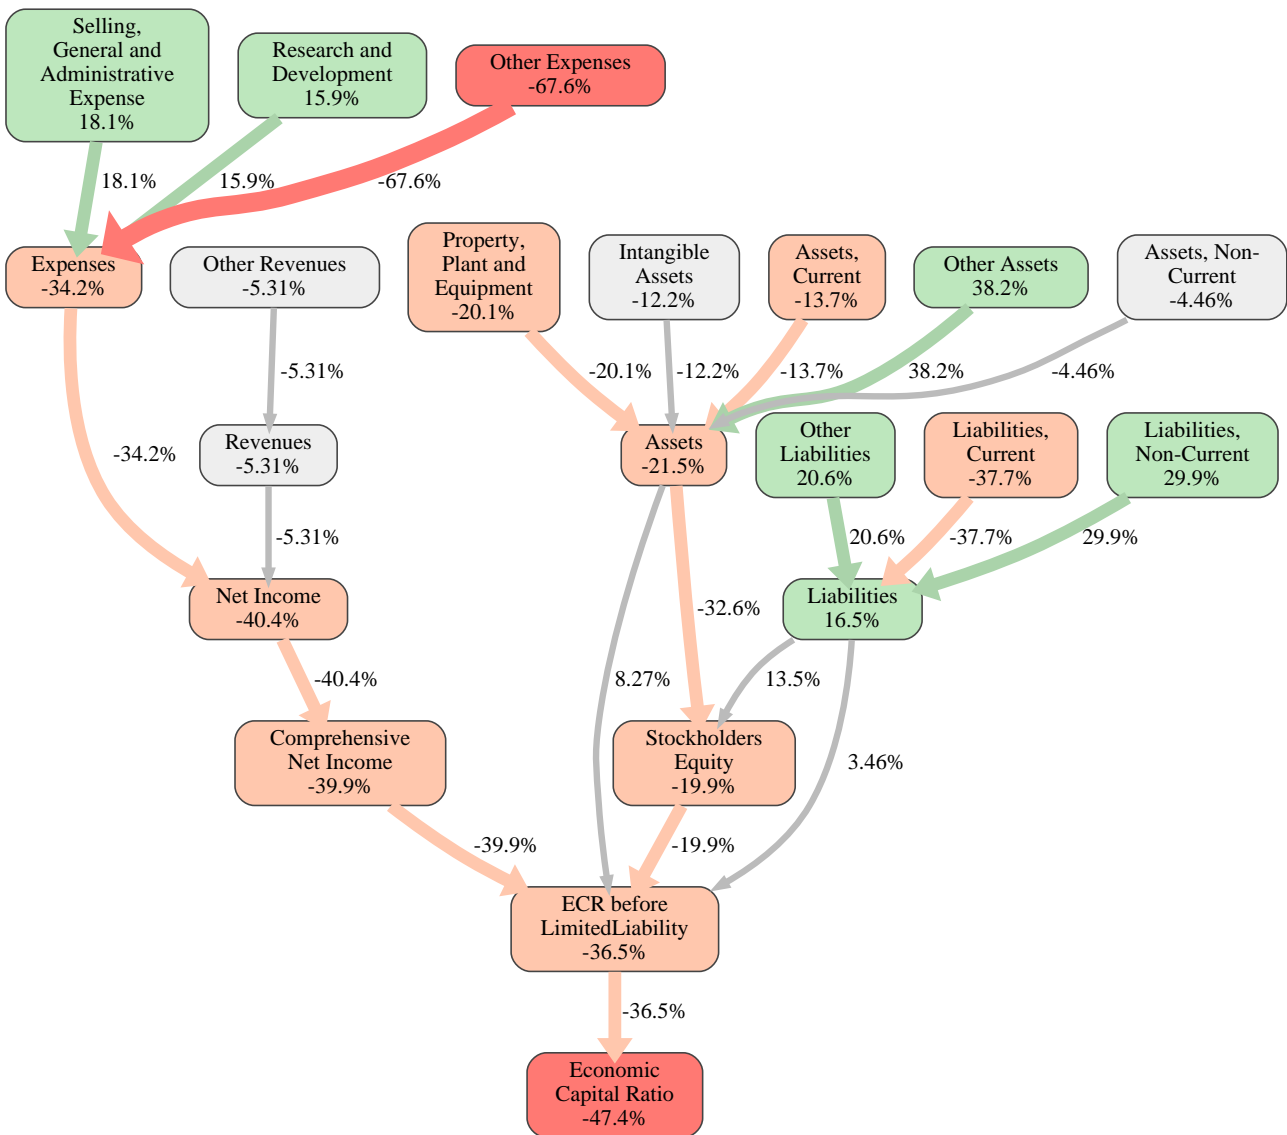 Selling,
General and
Administrative
Expense
18.1%
Research and
Development
15.9%
Other Expenses
-67.6%
18.1%
15.9%
-67.6%
Expenses
-34.2%
Other Revenues
-5.31%
Property,
Plant and
Equipment
-20.1%
Intangible
Assets
-12.2%
Assets,
Current
-13.7%
Other Assets
38.2%
Assets, Non-
Current
-4.46%
-5.31%
-20.1%
-12.2%
-13.7%
38.2%
-4.46%
-34.2%
Revenues
-5.31%
Assets
-21.5%
Other
Liabilities
20.6%
Liabilities,
Current
-37.7%
Liabilities,
Non-Current
29.9%
-5.31%
20.6%
-37.7%
29.9%
Net Income
-40.4%
-32.6%
Liabilities
16.5%
-40.4%
8.27%
13.5%
3.46%
Comprehensive
Net Income
-39.9%
Stockholders
Equity
-19.9%
-39.9%
-19.9%
ECR before
LimitedLiability
-36.5%
-36.5%
Economic
Capital Ratio
-47.4%